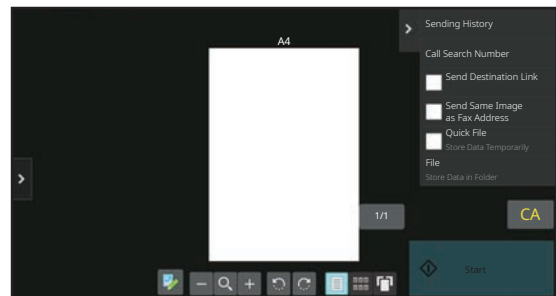 A4
Sending History
Call Search Number
Send Destination Link
Send Same Image
as Fax Address
Quick File
Store Data Temporarily
File
Store Data in Folder
1/1
CA
Start